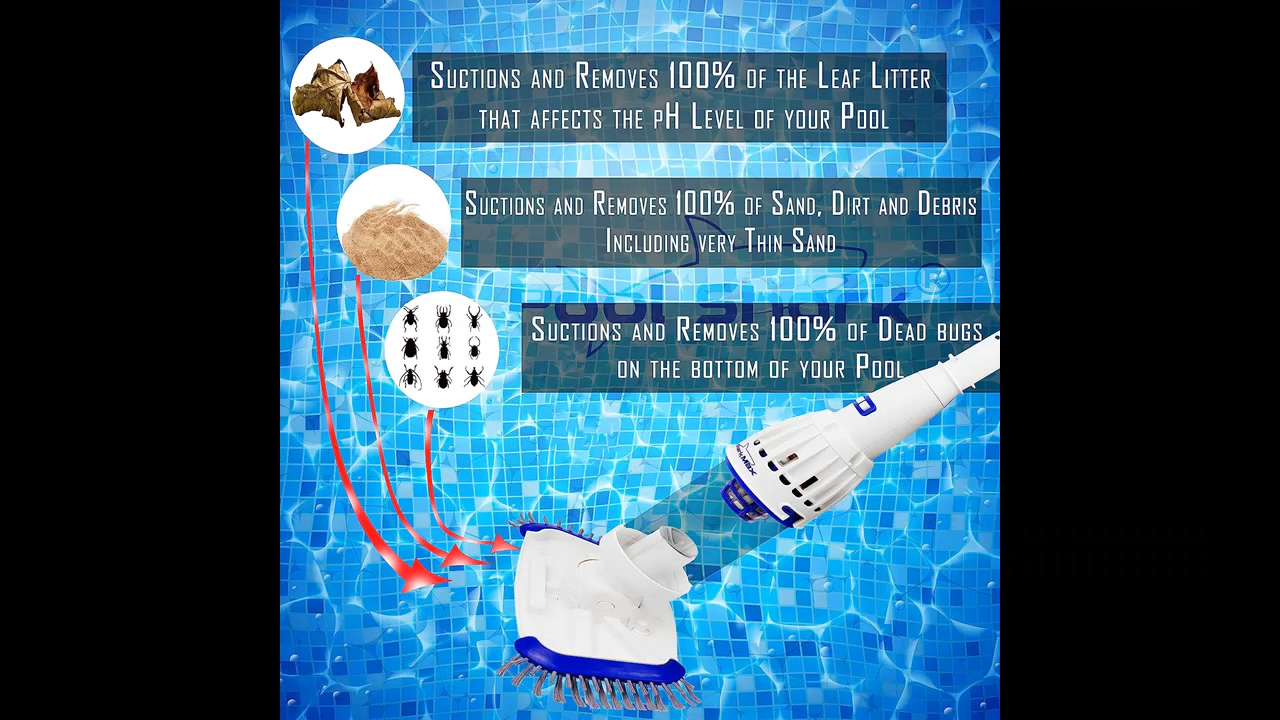 Suctions and Removes 100% of the Leaf Litter
that affects the pH Level of your Pool
Suctions and Removes 100% of Sand, Dirt and Debris
Including very Thin Sand
Pool Shark ®
Suctions and Removes 100% of Dead bugs
on the bottom of your Pool